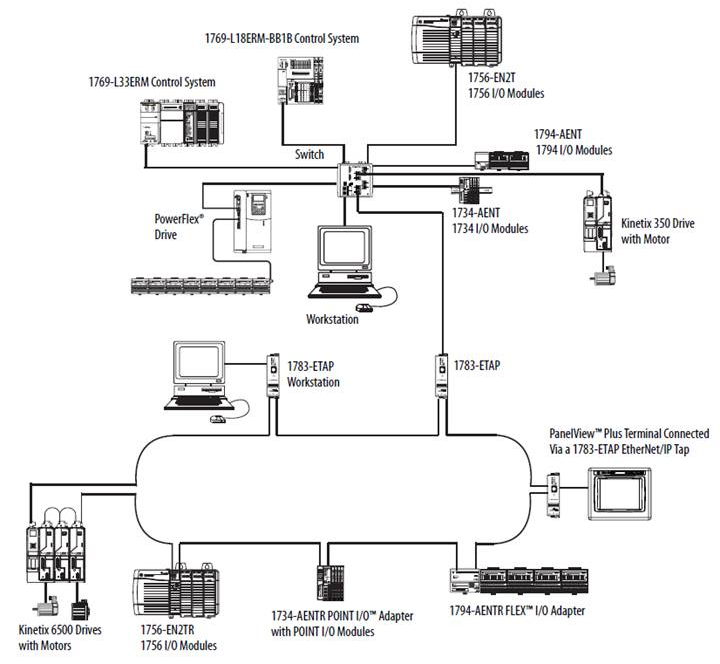 1769-L18ERM-BB1B Control System
1756-EN2T
1756 I/O Modules
1769-L33ERM Control System
1794-AENT
1794 I/O Modules
Switch
PowerFlex®
Drive
1734-AENT
1734 I/O Modules
Kinetix 350 Drive
with Motor
Workstation
1783-ETAP
Workstation
1783-ETAP
PanelView™ Plus Terminal Connected
Via a 1783-ETAP EtherNet/IP Tap
Kinetix 6500 Drives
with Motors
1756-EN2TR
1756 I/O Modules
1734-AENTR POINT I/O™ Adapter
with POINT I/O Modules
1794-AENTR FLEX™ I/O Adapter